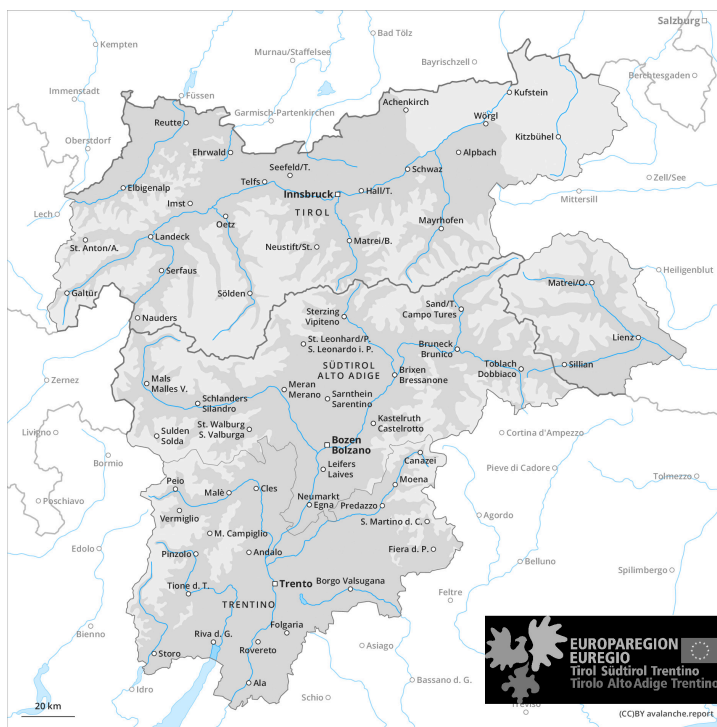 Salzburg
Kempten
Bad Tölz
Murnau/Staffelsee
Bayrischzell
Berchtesgaden
Immenstadt
Füssen
Garmisch-Partenkirchen
Achenkirch
Kufstein
Reutte
Wörgl
Oberstdorf
Ehrwald
Kitzbühel
Alpbach
Seefeld/T.
Schwaz
Zell/See
Telfs
Elbigenalp
Innsbruck
Hall/T.
Mittersill
Imst
TIROL
Lech
Oetz
Mayrhofen
St. Anton/A.
Landeck
Neustift/St.
Matrei/B.
Serfaus
Heiligenblut
Galtür
Sölden
Matrei/O.
Nauders
Sterzing
Vipiteno
Sand/T.
Campo Tures
Lienz
St. Leonhard/P.
S. Leonardo i. P.
Bruneck
Brunico
SÜDTIROL
ALTO ADIGE
Toblach
Dobbiaco
Sillian
Zernez
Mals
Malles V.
Meran
Merano
Brixen
Bressanone
Schlanders
Silandro
Sarnthein
Sarentino
Kastelruth
Castelrotto
Livigno
Sulden
Solda
St. Walburg
S. Valburga
Bozen
Bolzano
Cortina d'Ampezzo
Bormio
Canazei
Leifers
Laives
Pieve di Cadore
Tolmezzo
Peio
Malè
Cles
Moena
Poschiavo
Neumarkt
Egna
Predazzo
Vermiglio
Agordo
S. Martino d. C.
M. Campiglio
Edolo
Pinzolo
Andalo
Fiera d. P.
Belluno
Spilimbergo
Tione d. T.
Trento
Borgo Valsugana
Feltre
TRENTINO
Folgaria
Bienno
Riva d. G.
Rovereto
Asiago
Storo
Ala
Bassano d. G.
Idro
Schio
Treviso
EUROPAREGION
EUREGIO
Tirol Südtirol Trentino
Tirolo Alto Adige Trentino
20 km
(CC)BY avalanche.report